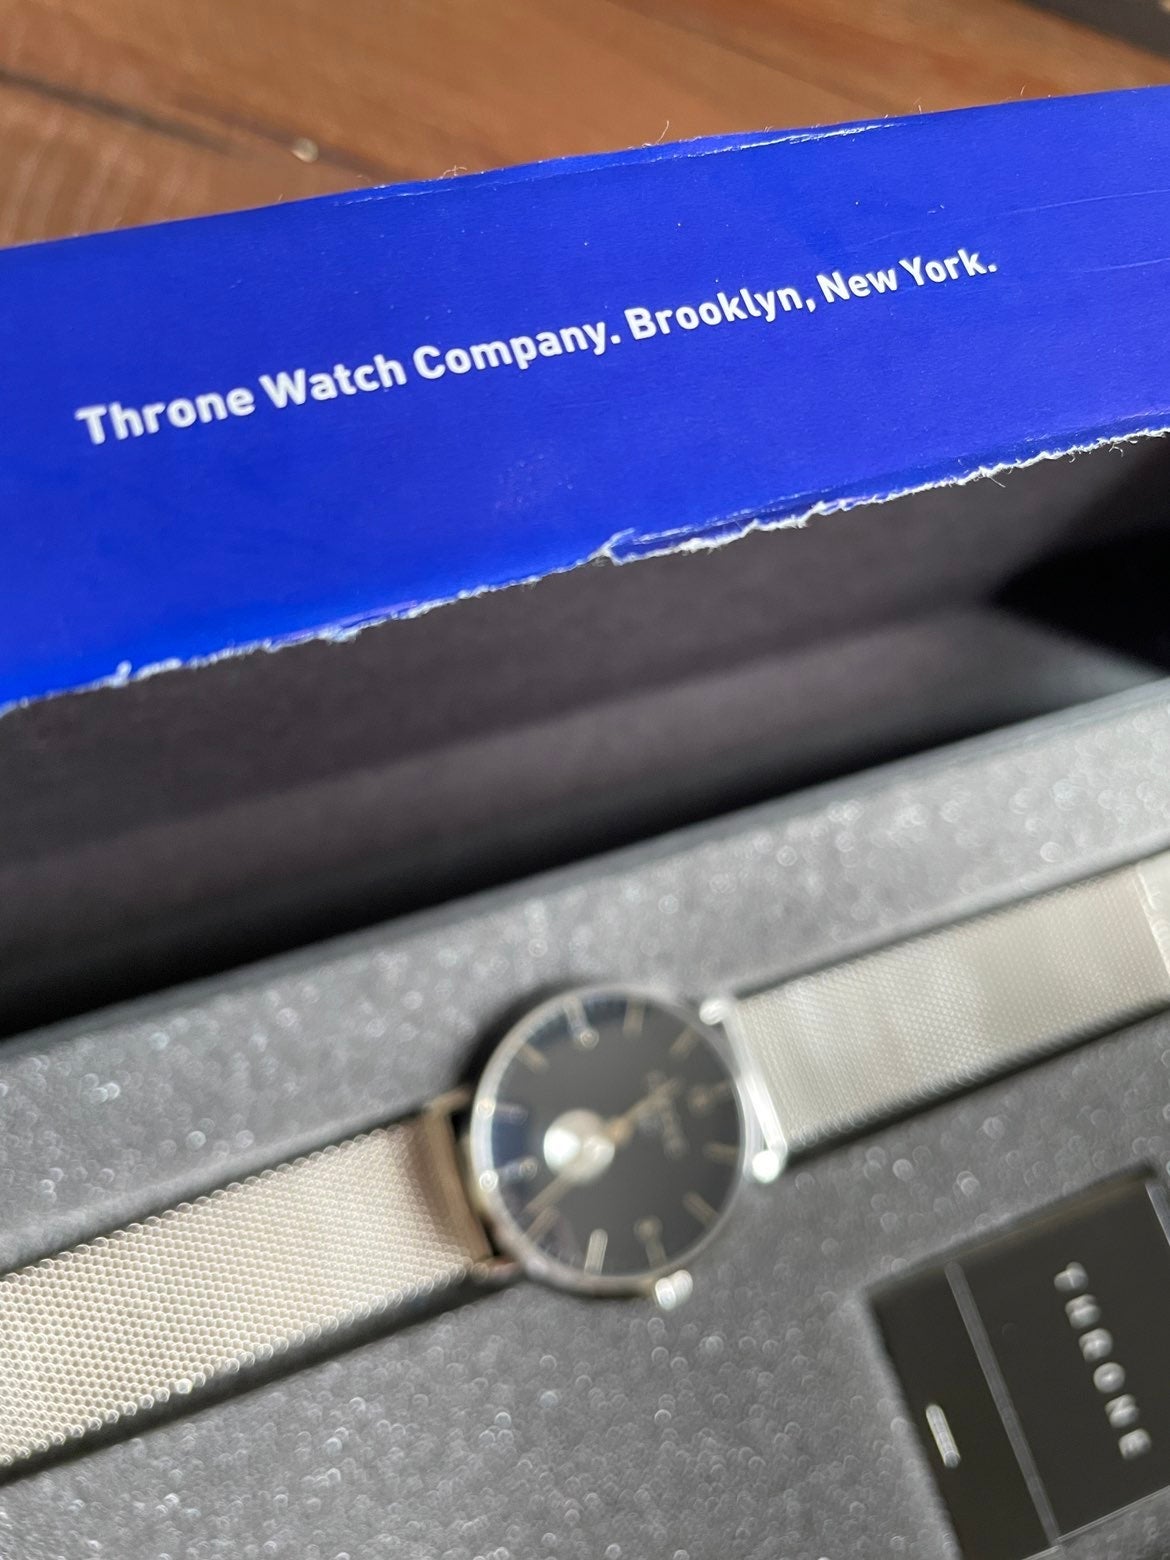 Throne Watch Company. Brooklyn, New York.
THRONE